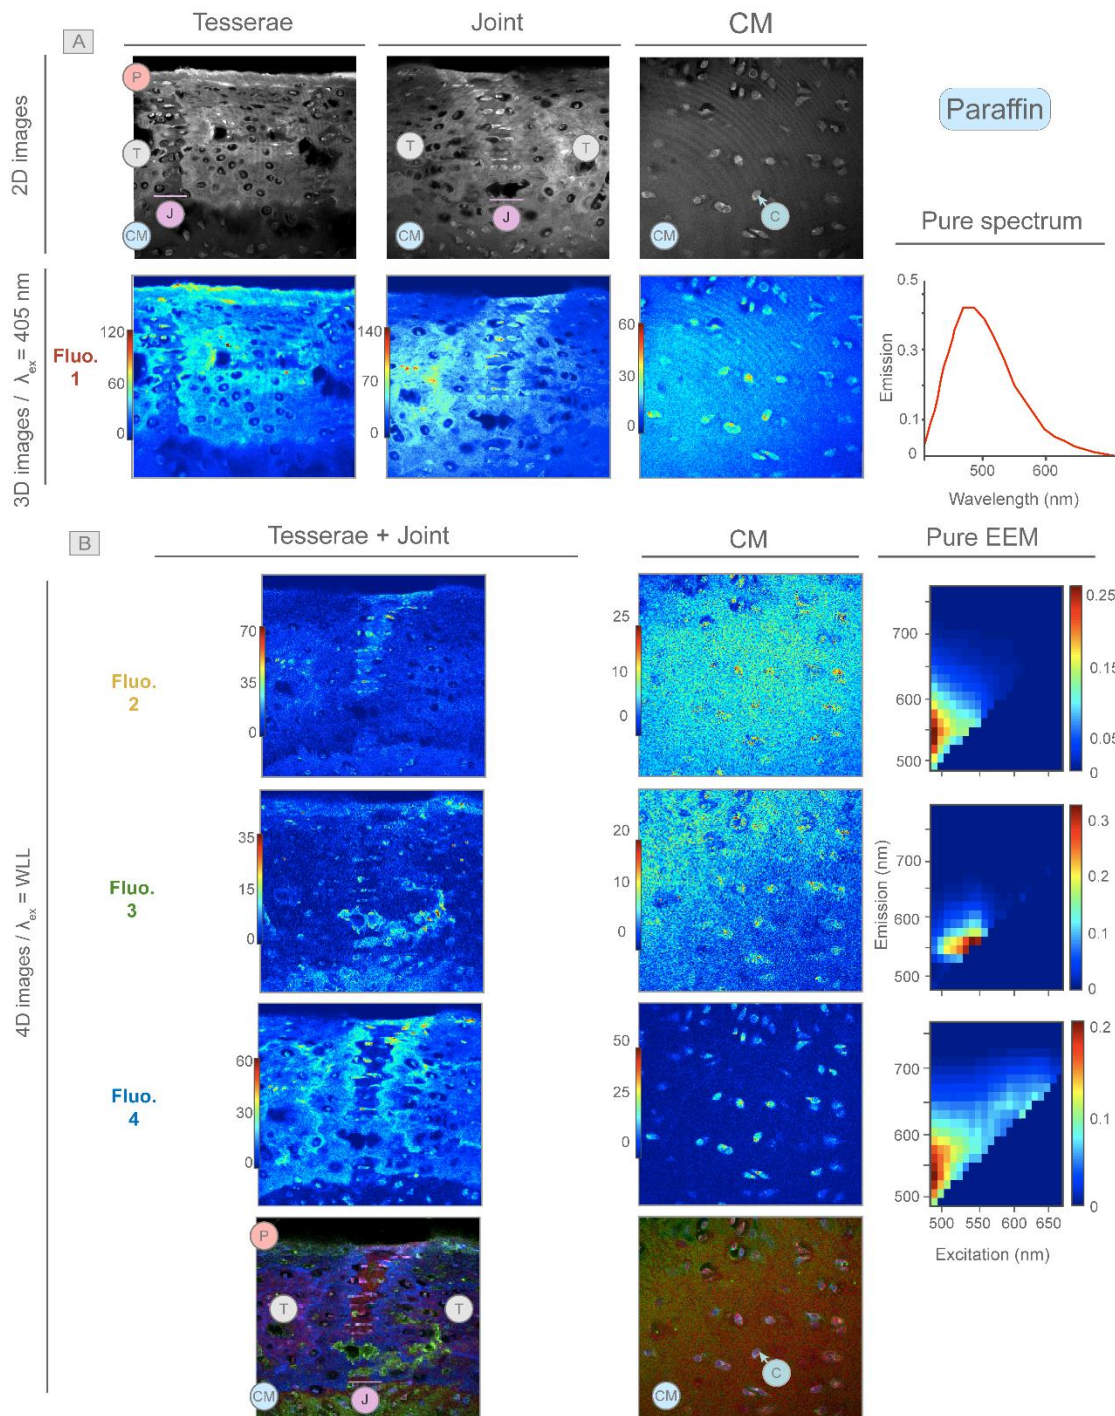 A
Tesserae
Joint
CM
Paraffin
2D images
P
T
J
CM
T
T
J
CM
C
CM
Pure spectrum
3D images / λex = 405 nm
Fluo.
1
120
60
0
140
70
0
60
30
0
Emission
0.5
0.3
0.1
0
500
600
Wavelength (nm)
B
Tesserae + Joint
CM
Pure EEM
4D images / λex = WLL
Fluo.
2
70
35
0
25
10
0
700
600
500
0.25
0.15
0.05
0
Fluo.
3
35
15
0
20
10
0
Emission (nm)
700
600
500
0.3
0.2
0.1
0
Fluo.
4
60
30
0
50
25
0
700
600
500
0.2
0.1
0
500
550
600
650
Excitation (nm)
P
T
T
CM
J
C
CM